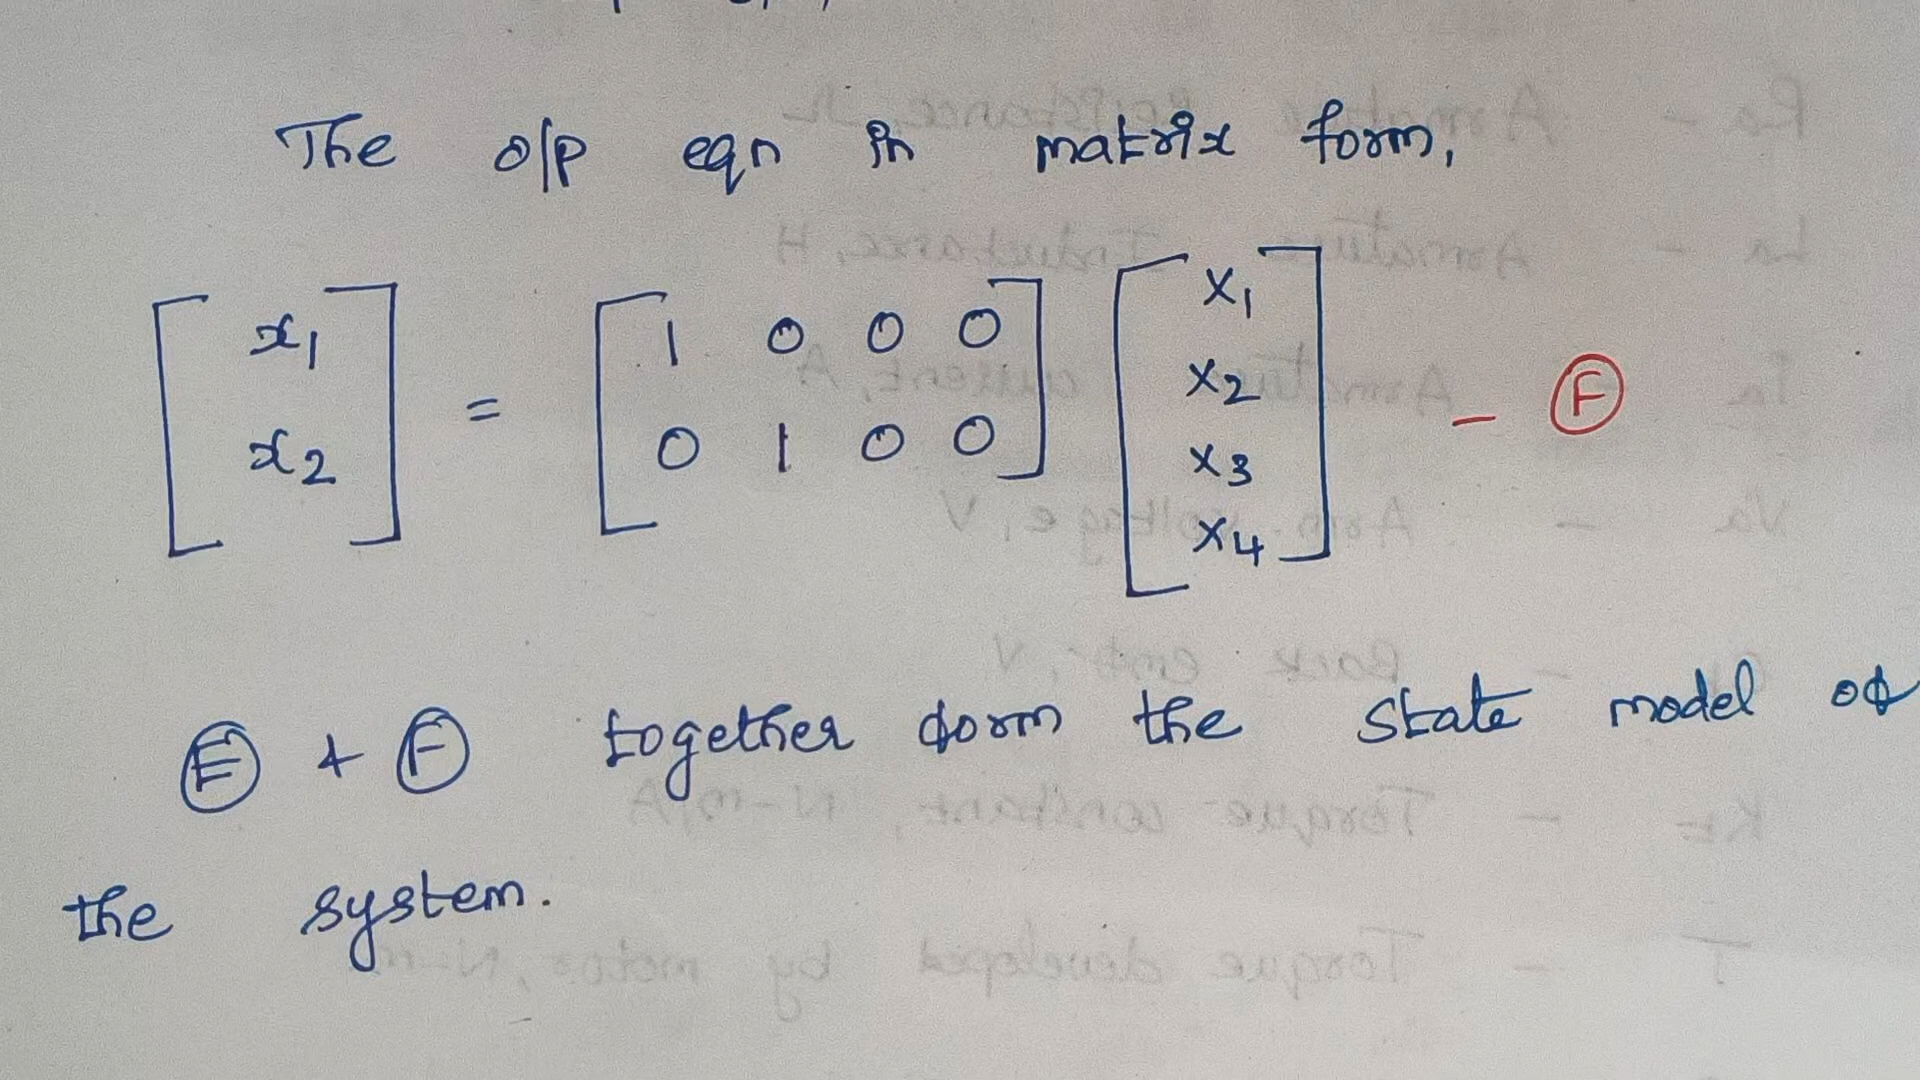 The o/p eqn in matrix form,
[x1 x2] = [1 0 0 0 0 1 0 0] [x1 x2 x3 x4] - F
E + F together form the state model of
the system.